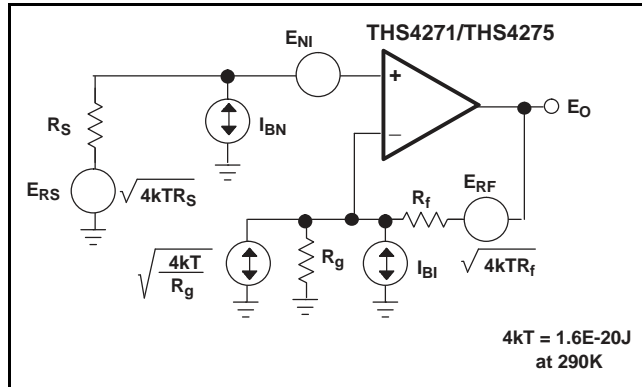 THS4271/THS4275
E_NI
+
E_O
R_S
I_BN
–
E_RS
√4kTR_S
R_f
E_RF
√(4kT/R_g)
R_g
I_BI
√4kTR_f
4kT = 1.6E-20J
at 290K